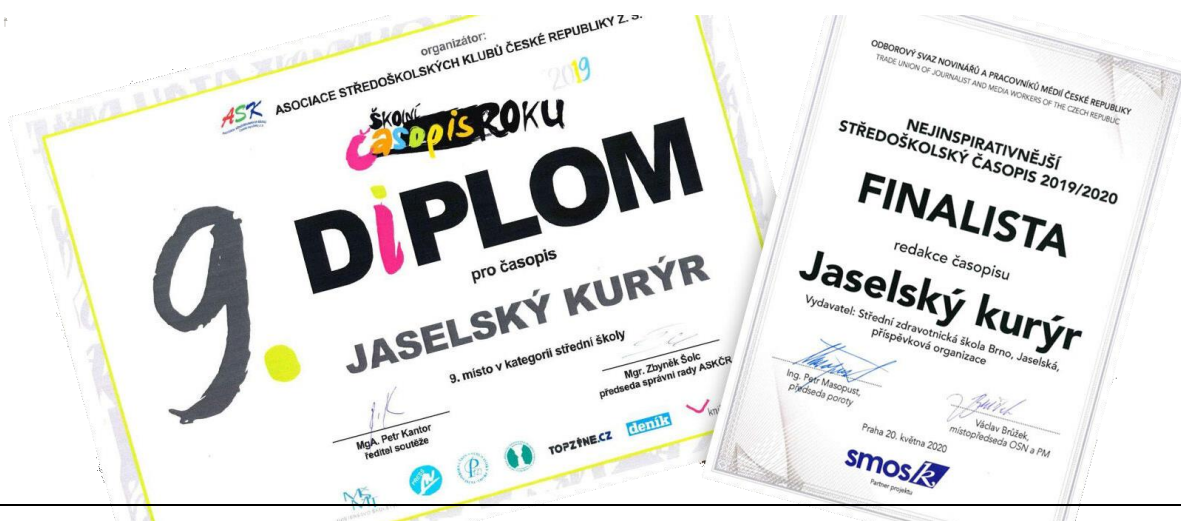 organizátor:
ASK ASOCIACE STŘEDOŠKOLSKÝCH KLUBŮ ČESKÉ REPUBLIKY Z. S.
2019
ŠKOLNÍ
časopis ROKU
9.
DiPLOM
pro časopis
JASELSKÝ KURÝR
9. místo v kategorii střední školy
Mgr. Zbyněk Šolc
předseda správní rady ASKČR
MgA. Petr Kantor
ředitel soutěže
TOPZINE.CZ deník
ODBOROVÝ SVAZ NOVINÁŘŮ A PRACOVNÍKŮ MÉDIÍ ČESKÉ REPUBLIKY
TRADE UNION OF JOURNALIST AND MEDIA WORKERS OF THE CZECH REPUBLIC
NEJINSPIRATIVNĚJŠÍ
STŘEDOŠKOLSKÝ ČASOPIS 2019/2020
FINALISTA
redakce časopisu
Jaselský kurýr
Vydavatel: Střední zdravotnická škola Brno, Jaselská,
příspěvková organizace
Ing. Petr Masopust,
předseda poroty
Václav Brůžek,
místopředseda OSN a PM
Praha 20. května 2020
smosk
Partner projektu